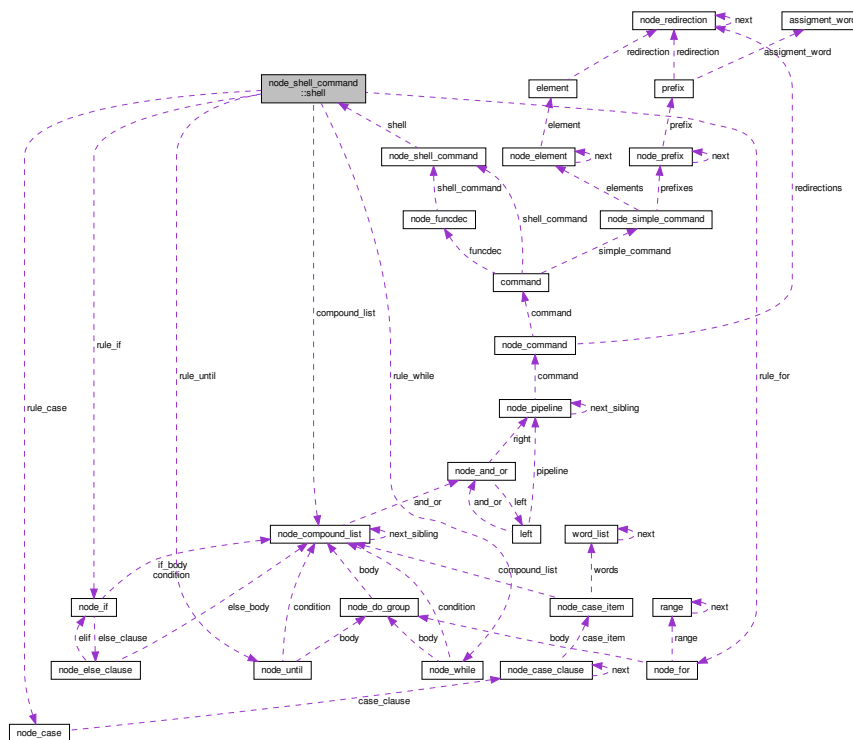 node_redirection
next
assigment_word
redirection
redirection
assigment_word
node_shell_command
::shell
element
prefix
shell
element
prefix
node_shell_command
node_element
next
node_prefix
next
shell_command
elements
prefixes
redirections
node_funcdec
shell_command
node_simple_command
funcdec
simple_command
command
compound_list
command
rule_if
node_command
rule_until
rule_while
command
rule_for
rule_case
node_pipeline
next_sibling
right
node_and_or
pipeline
and_or
left
and_or
node_compound_list
next_sibling
left
word_list
next
if_body
condition
body
compound_list
words
else_body
condition
condition
node_if
node_do_group
node_case_item
range
next
elif
else_clause
body
body
case_item
body
range
node_else_clause
node_until
node_while
node_case_clause
next
node_for
case_clause
node_case